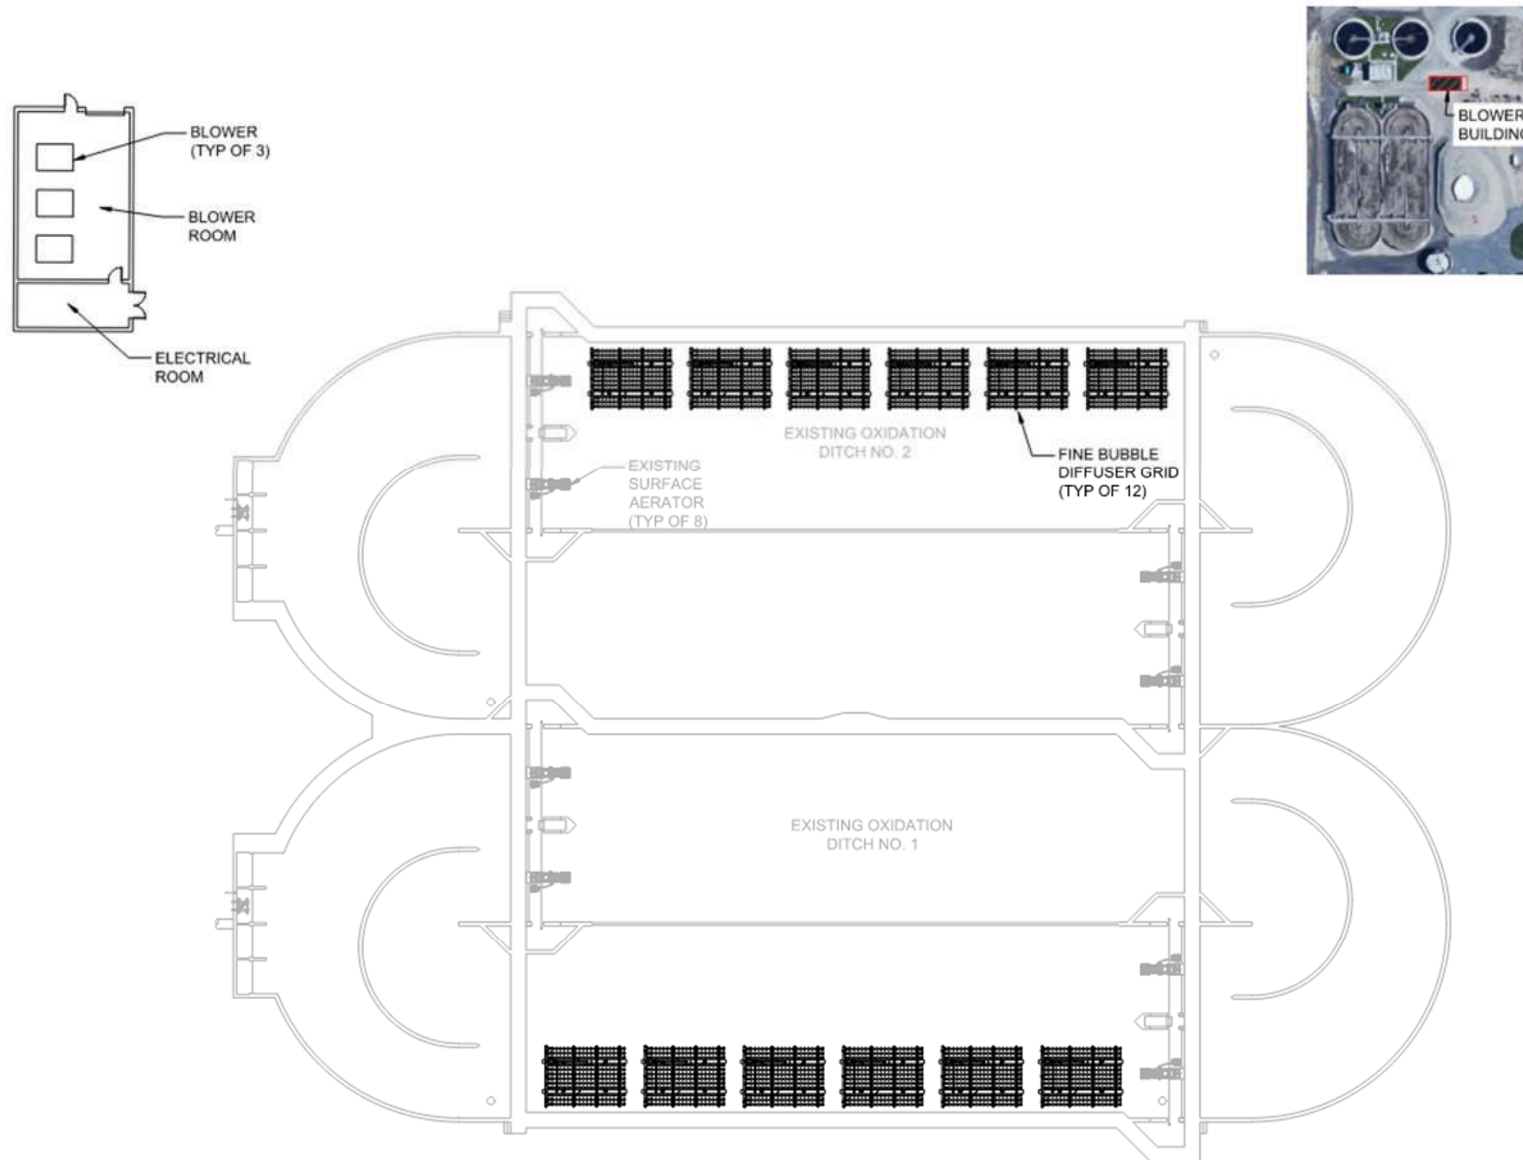 BLOWER
(TYP OF 3)
BLOWER
ROOM
ELECTRICAL
ROOM
BLOWER
BUILDING
EXISTING OXIDATION
DITCH NO. 2
EXISTING
SURFACE
AERATOR
(TYP OF 8)
FINE BUBBLE
DIFFUSER GRID
(TYP OF 12)
EXISTING OXIDATION
DITCH NO. 1